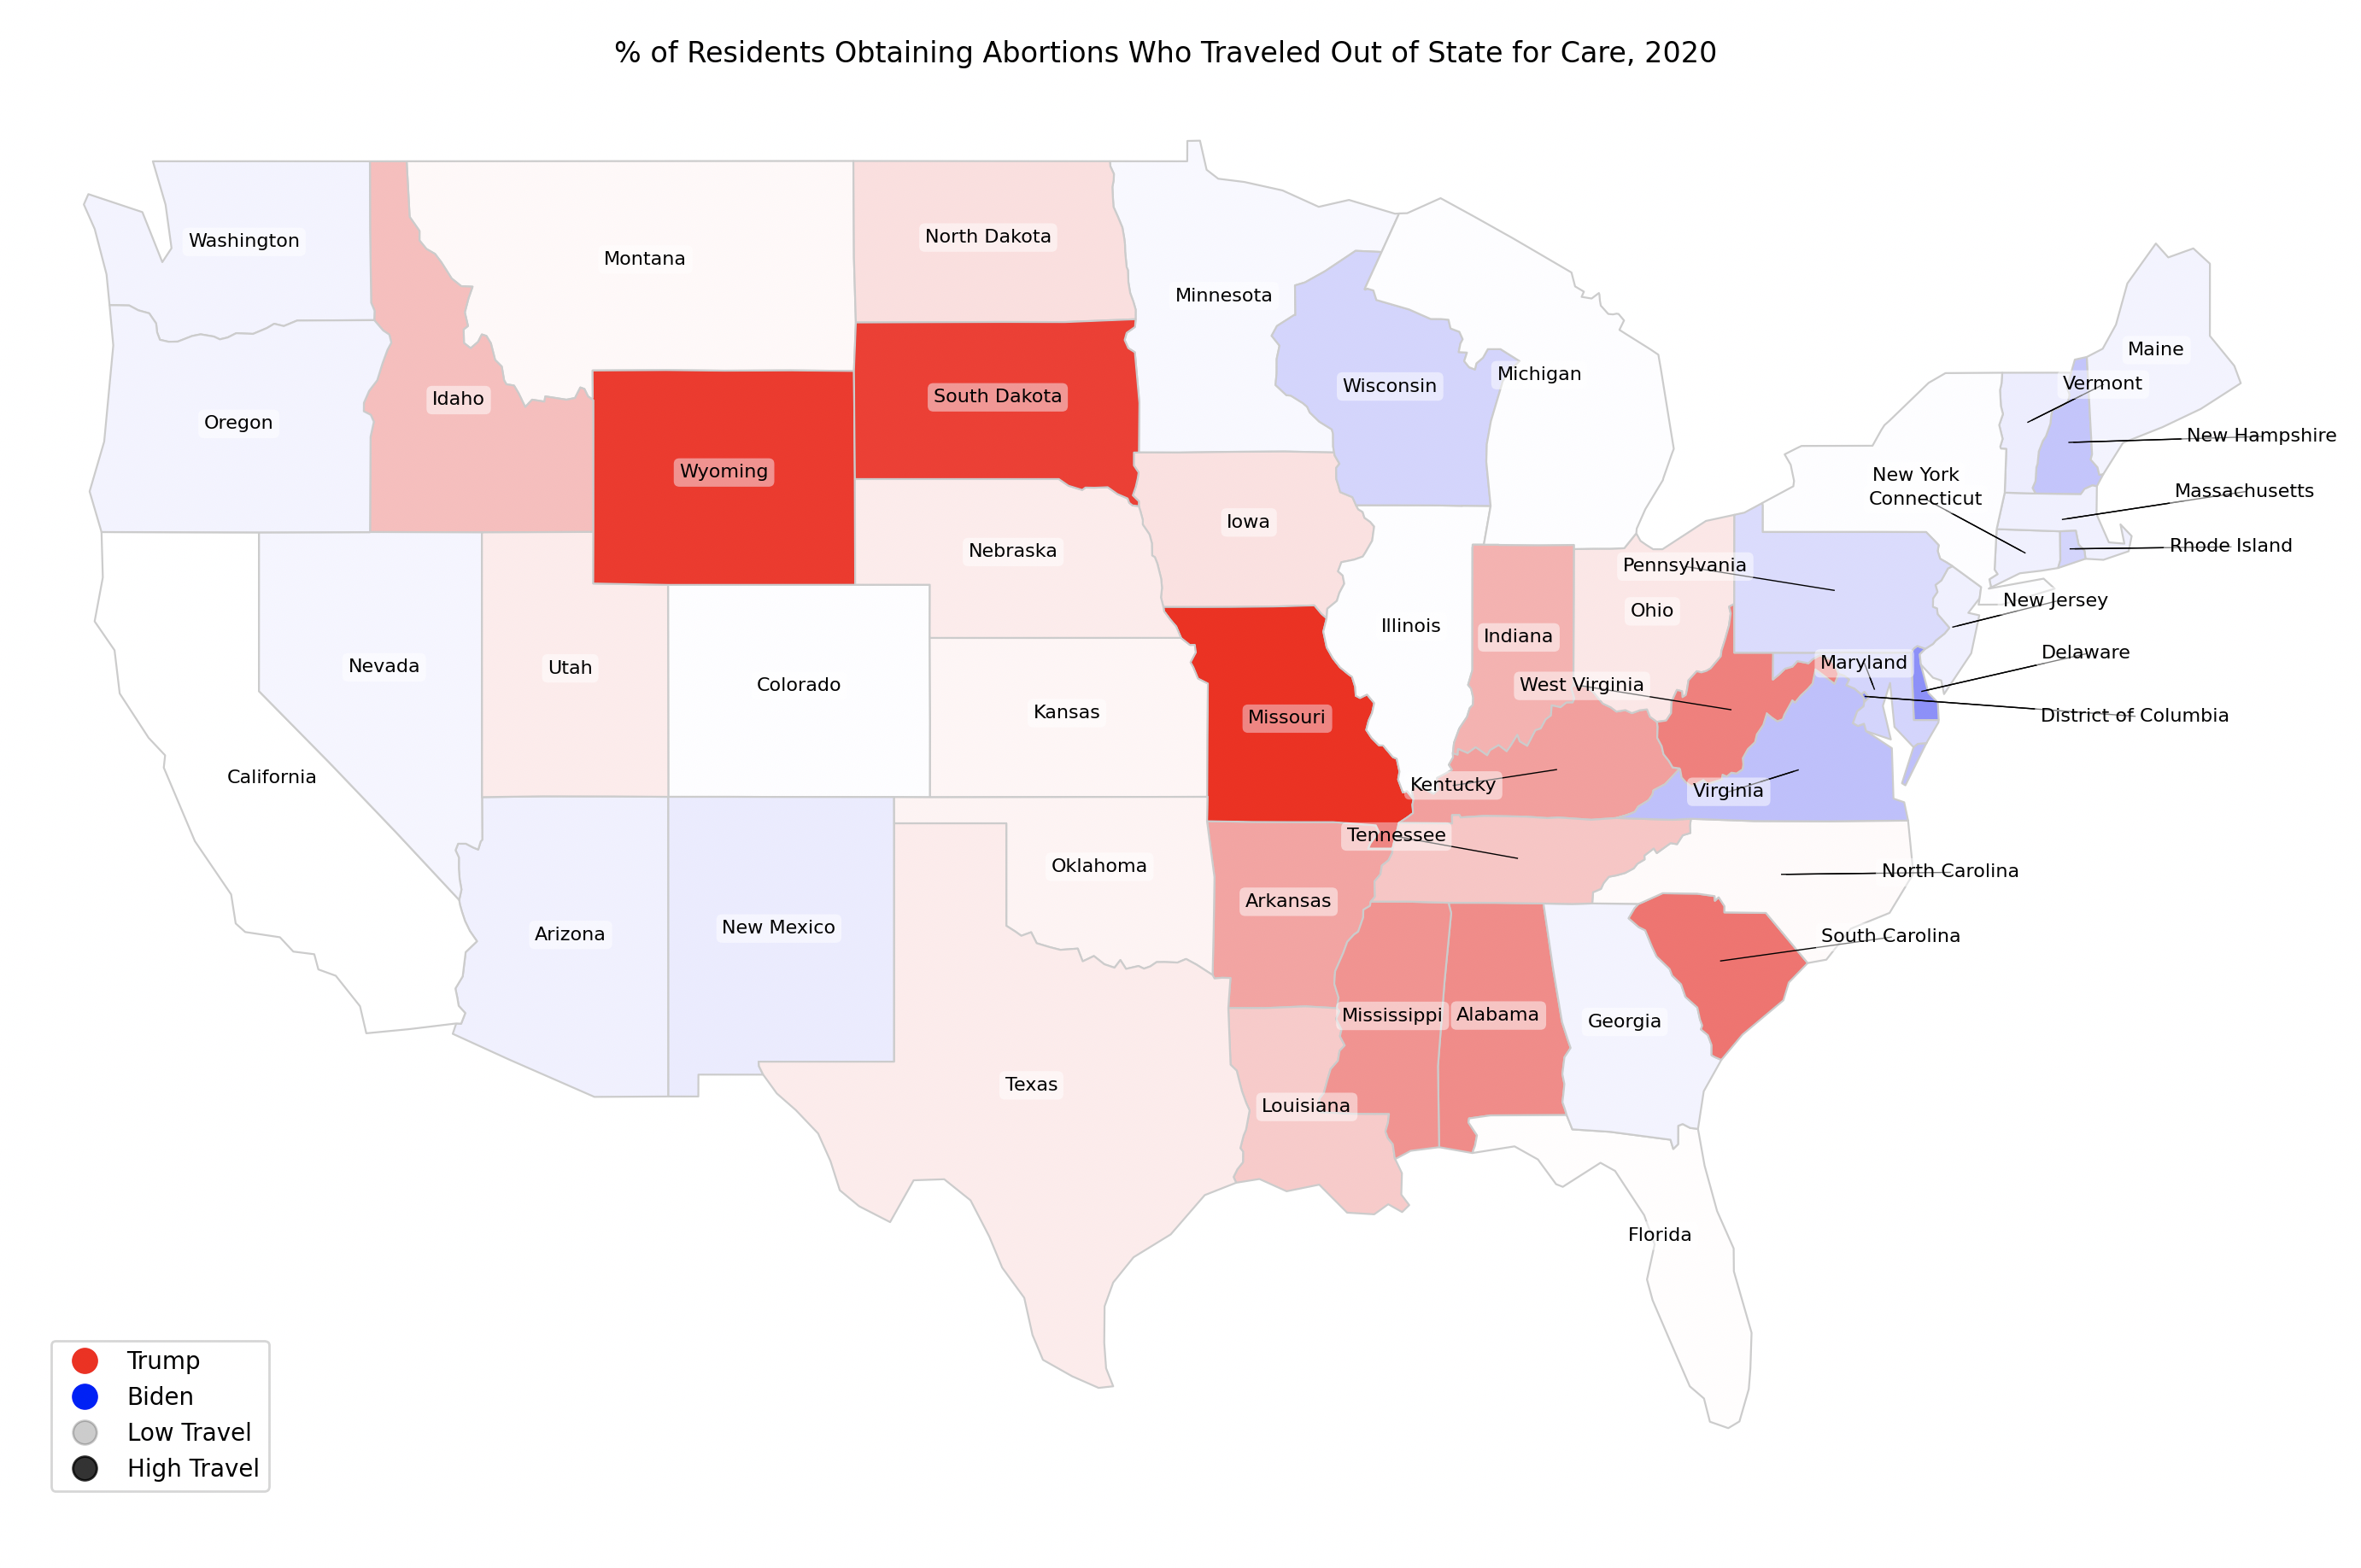 % of Residents Obtaining Abortions Who Traveled Out of State for Care, 2020
Washington
North Dakota
Montana
Minnesota
Maine
Michigan
Vermont
Wisconsin
South Dakota
Idaho
Oregon
New Hampshire
Wyoming
New York
Massachusetts
Connecticut
Iowa
Rhode Island
Nebraska
Pennsylvania
New Jersey
Ohio
Illinois
Indiana
Delaware
Maryland
Nevada
Utah
Colorado
West Virginia
Kansas
District of Columbia
Missouri
California
Kentucky
Virginia
Tennessee
Oklahoma
North Carolina
Arkansas
New Mexico
Arizona
South Carolina
Mississippi
Alabama
Georgia
Texas
Louisiana
Florida
Trump
Biden
Low Travel
High Travel